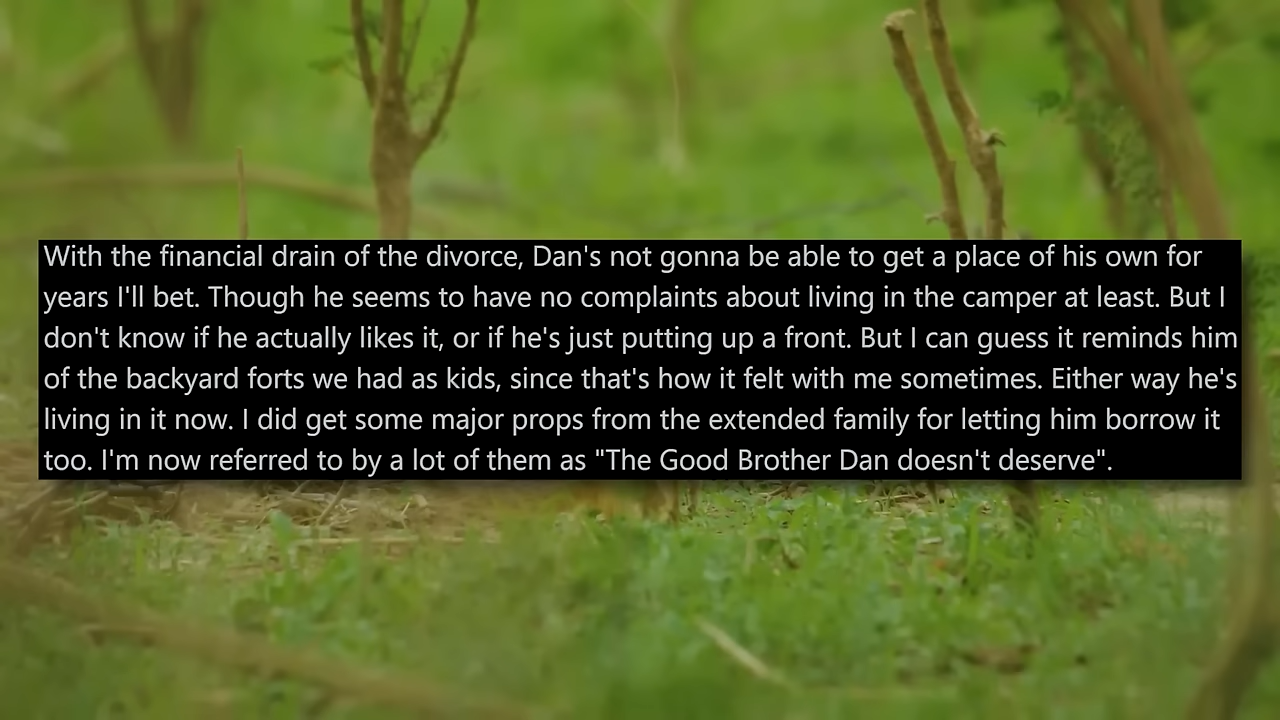 With the financial drain of the divorce, Dan's not gonna be able to get a place of his own for
years I'll bet. Though he seems to have no complaints about living in the camper at least. But I
don't know if he actually likes it, or if he's just putting up a front. But I can guess it reminds him
of the backyard forts we had as kids, since that's how it felt with me sometimes. Either way he's
living in it now. I did get some major props from the extended family for letting him borrow it
too. I'm now referred to by a lot of them as "The Good Brother Dan doesn't deserve".